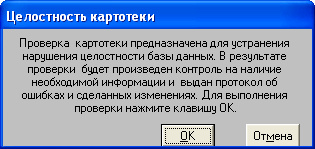 Целостность картотеки
Проверка картотеки предназначена для устранения
нарушения целостности базы данных. В результате
проверки будет произведен контроль на наличие
необходимой информации и выдан протокол об
ошибках и сделанных изменениях. Для выполнения
проверки нажмите клавишу ОК.
OK
Отмена